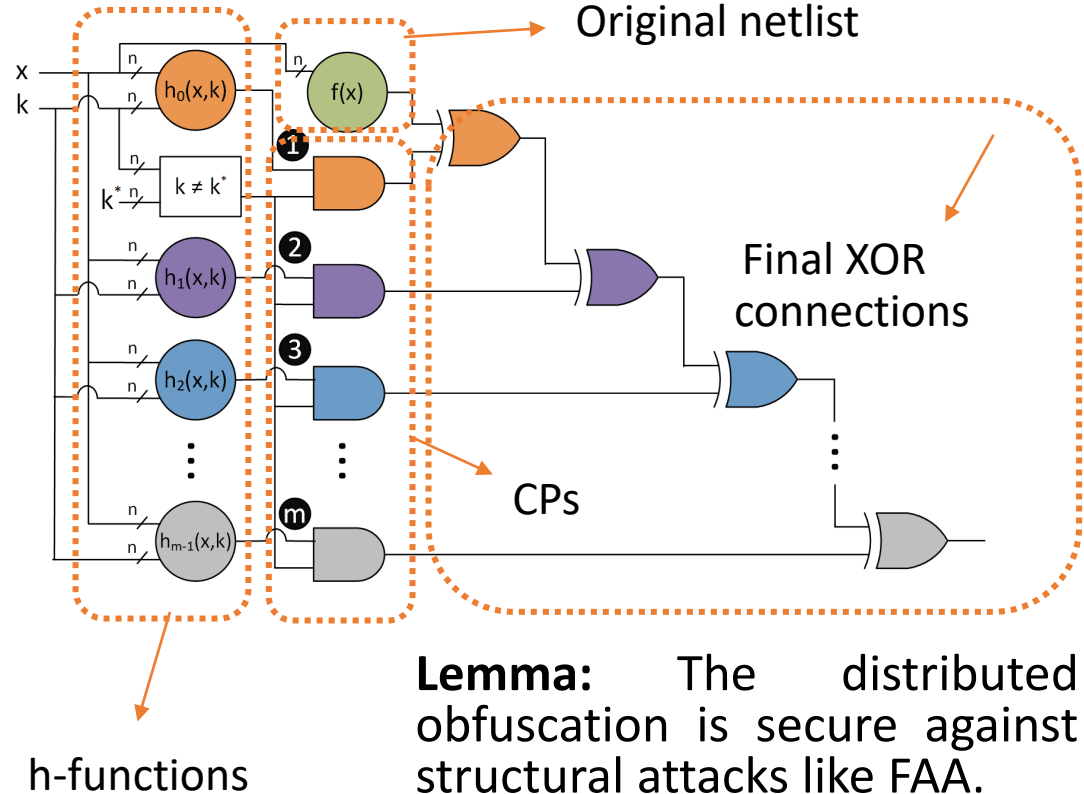 Original netlist
n
n
x
k
n
n
h₀(x,k)
f(x)
1
n
k ≠ k*
k* n
2
n
n
h₁(x,k)
Final XOR
connections
3
n
n
h₂(x,k)
CPs
m
n
n
hₘ₋₁(x,k)
Lemma: The distributed
obfuscation is secure against
structural attacks like FAA.
h-functions